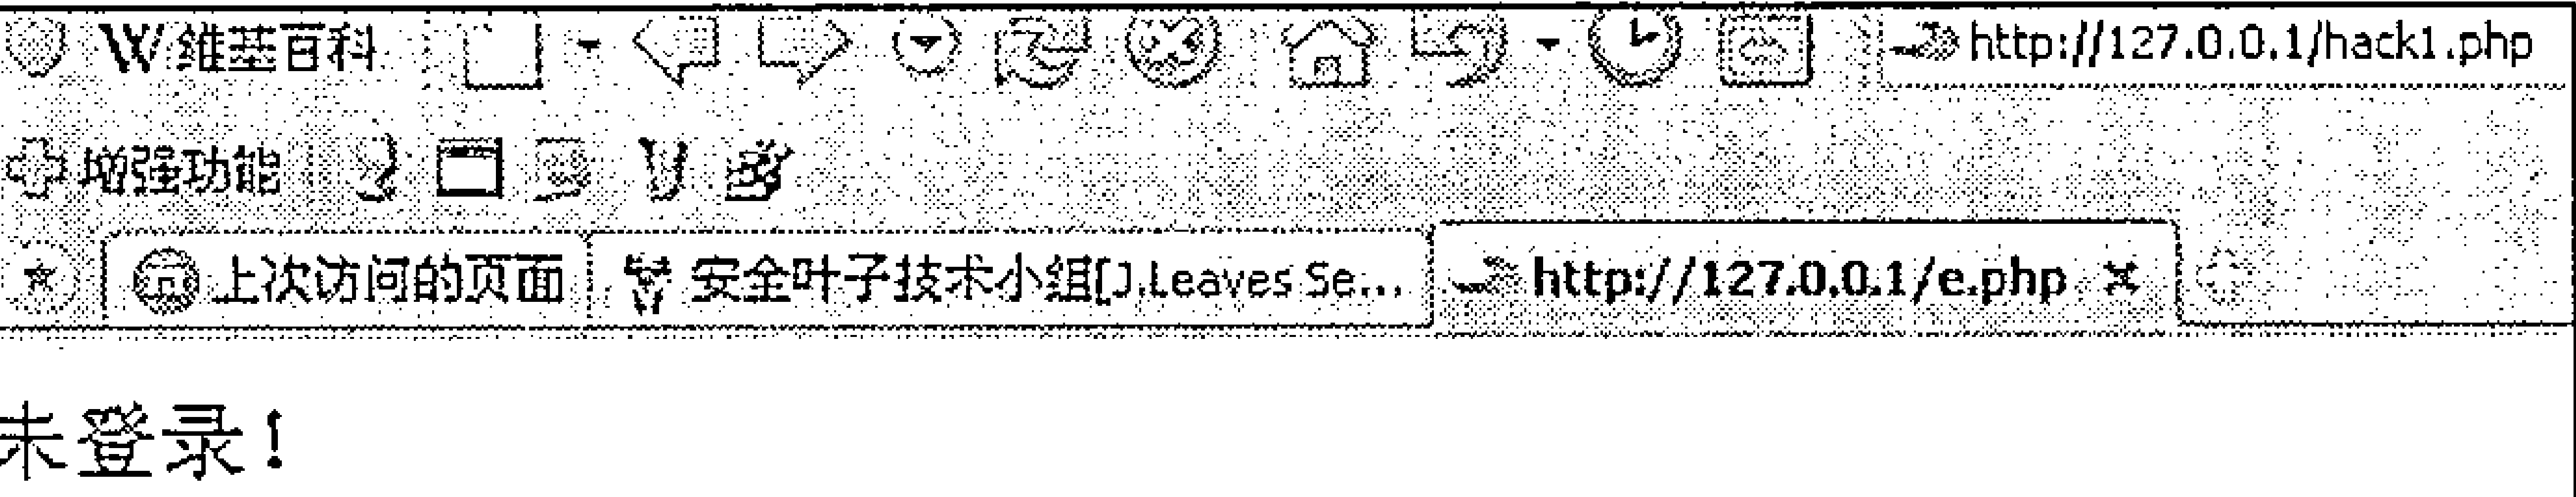 维基百科 http://127.0.0.1/hack1.php
增强功能
上次访问的页面 安全叶子技术小组[J.Leaves Se... http://127.0.0.1/e.php
未登录!